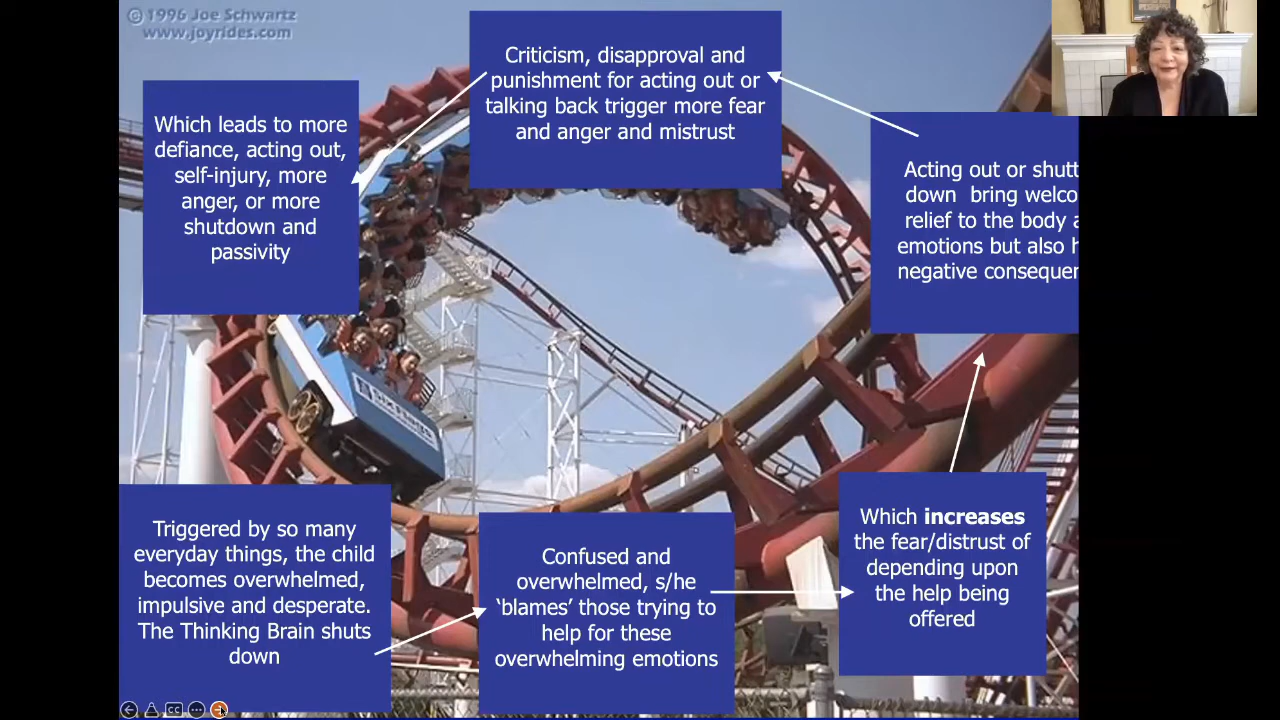 © 1996 Joe Schwartz
www.joyrides.com
Criticism, disapproval and
punishment for acting out or
talking back trigger more fear
and anger and mistrust
Which leads to more
defiance, acting out,
self-injury, more
anger, or more
shutdown and
passivity
Acting out or shutt
down bring welco
relief to the body a
emotions but also h
negative consequen
Triggered by so many
everyday things, the child
becomes overwhelmed,
impulsive and desperate.
The Thinking Brain shuts
down
Confused and
overwhelmed, s/he
‘blames’ those trying to
help for these
overwhelming emotions
Which increases
the fear/distrust of
depending upon
the help being
offered
CC